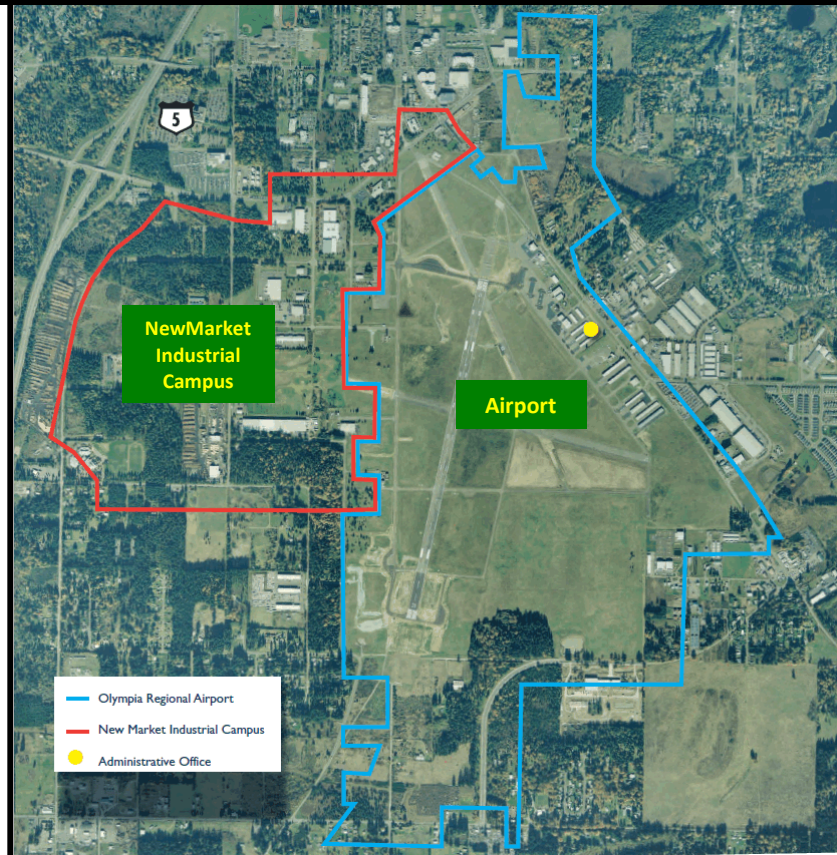 5
NewMarket
Industrial
Campus
Airport
Olympia Regional Airport
New Market Industrial Campus
Administrative Office